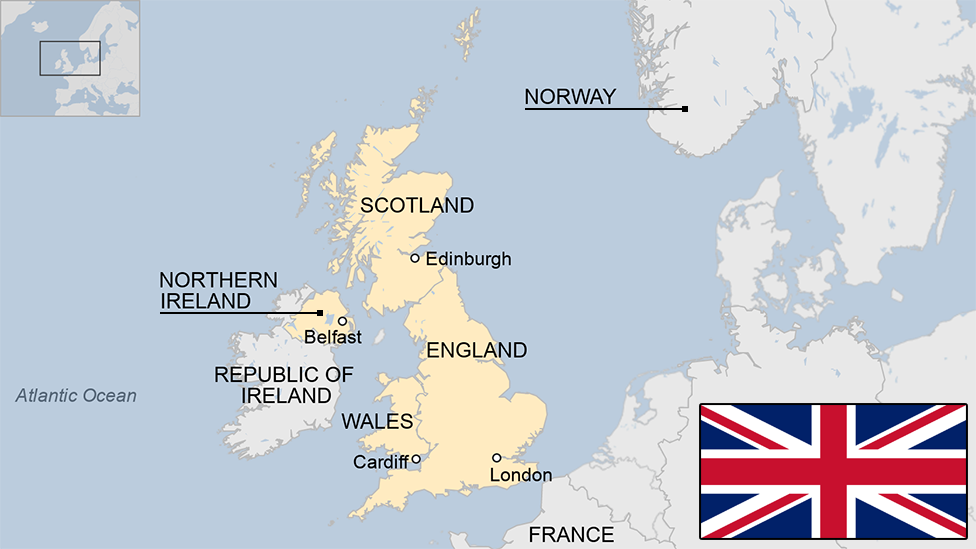 NORWAY
SCOTLAND
Edinburgh
NORTHERN
IRELAND
Belfast
ENGLAND
REPUBLIC OF
IRELAND
Atlantic Ocean
WALES
Cardiff
London
FRANCE